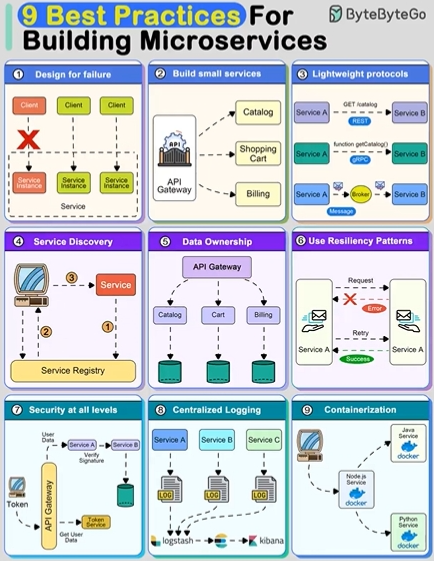 9 Best Practices For
ByteByteGo
Building Microservices
1 Design for failure
Client
Client
Client
Service Instance
Service Instance
Service Instance
Service
2 Build small services
API
API Gateway
Catalog
Shopping Cart
Billing
3 Lightweight protocols
Service A
GET /catalog
REST
Service B
Service A
function getCatalog()
gRPC
Service B
Service A
Broker
Service B
Message
4 Service Discovery
3
Service
2
1
Service Registry
5 Data Ownership
API Gateway
Catalog
Cart
Billing
6 Use Resiliency Patterns
Request
Error
Service A
Service A
Retry
Success
7 Security at all levels
User Data
Service A
Service B
Verify Signature
Token
API Gateway
Token Service
Get User Data
8 Centralized Logging
Service A
Service B
Service C
LOG
LOG
LOG
logstash
kibana
9 Containerization
Java Service
docker
Node.js Service
docker
Python Service
docker